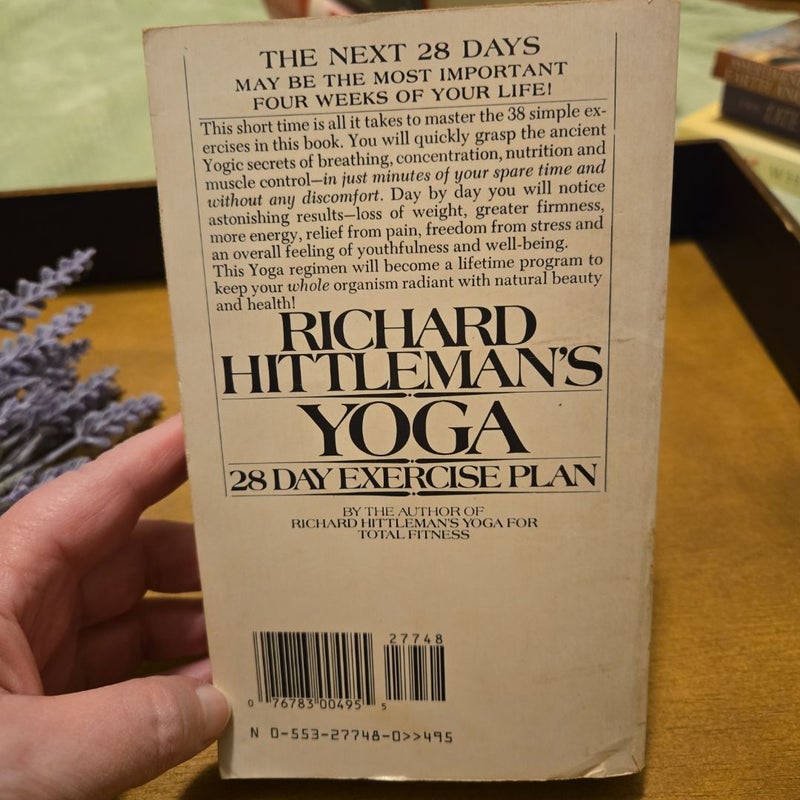 THE NEXT 28 DAYS
MAY BE THE MOST IMPORTANT
FOUR WEEKS OF YOUR LIFE!
This short time is all it takes to master the 38 simple ex-
ercises in this book. You will quickly grasp the ancient
Yogic secrets of breathing, concentration, nutrition and
muscle control—in just minutes of your spare time and
without any discomfort. Day by day you will notice
astonishing results—loss of weight, greater firmness,
more energy, relief from pain, freedom from stress and
an overall feeling of youthfulness and well-being.
This Yoga regimen will become a lifetime program to
keep your whole organism radiant with natural beauty
and health!
RICHARD
HITTLEMAN'S
YOGA
28 DAY EXERCISE PLAN
BY THE AUTHOR OF
RICHARD HITTLEMAN'S YOGA FOR
TOTAL FITNESS
27748
0 76783 00495 5
N 0-553-27748-0>>495